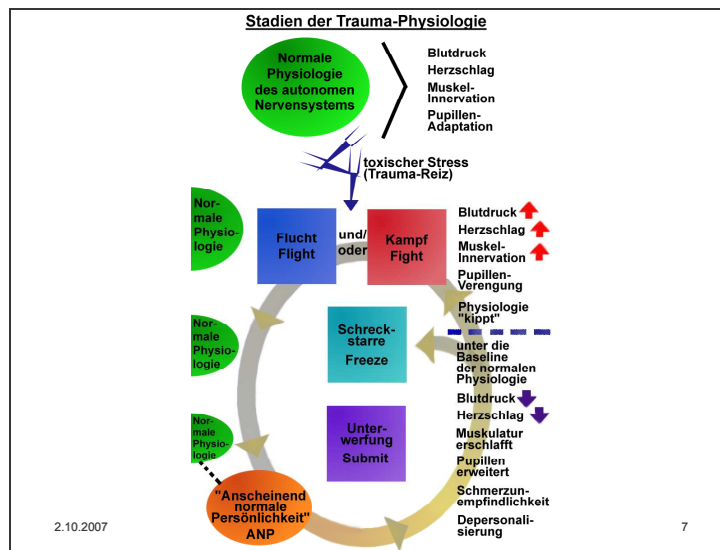 Stadien der Trauma-Physiologie
Normale
Physiologie
des autonomen
Nervensystems
Blutdruck
Herzschlag
Muskel-
Innervation
Pupillen-
Adaptation
toxischer Stress
(Trauma-Reiz)
Nor-
male
Physio-
logie
Flucht
Flight
und/
oder
Kampf
Fight
Blutdruck
Herzschlag
Muskel-
Innervation
Pupillen-
Verengung
Physiologie
"kippt"
Nor-
male
Physio-
logie
Schreck-
starre
Freeze
unter die
Baseline
der normalen
Physiologie
Blutdruck
Herzschlag
Muskulatur
erschlafft
Pupillen
erweitert
Schmerzun-
empfindlichkeit
Depersonali-
sierung
Nor-
male
Physio-
logie
Unter-
werfung
Submit
"Anscheinend
normale
Persönlichkeit"
ANP
2.10.2007
7